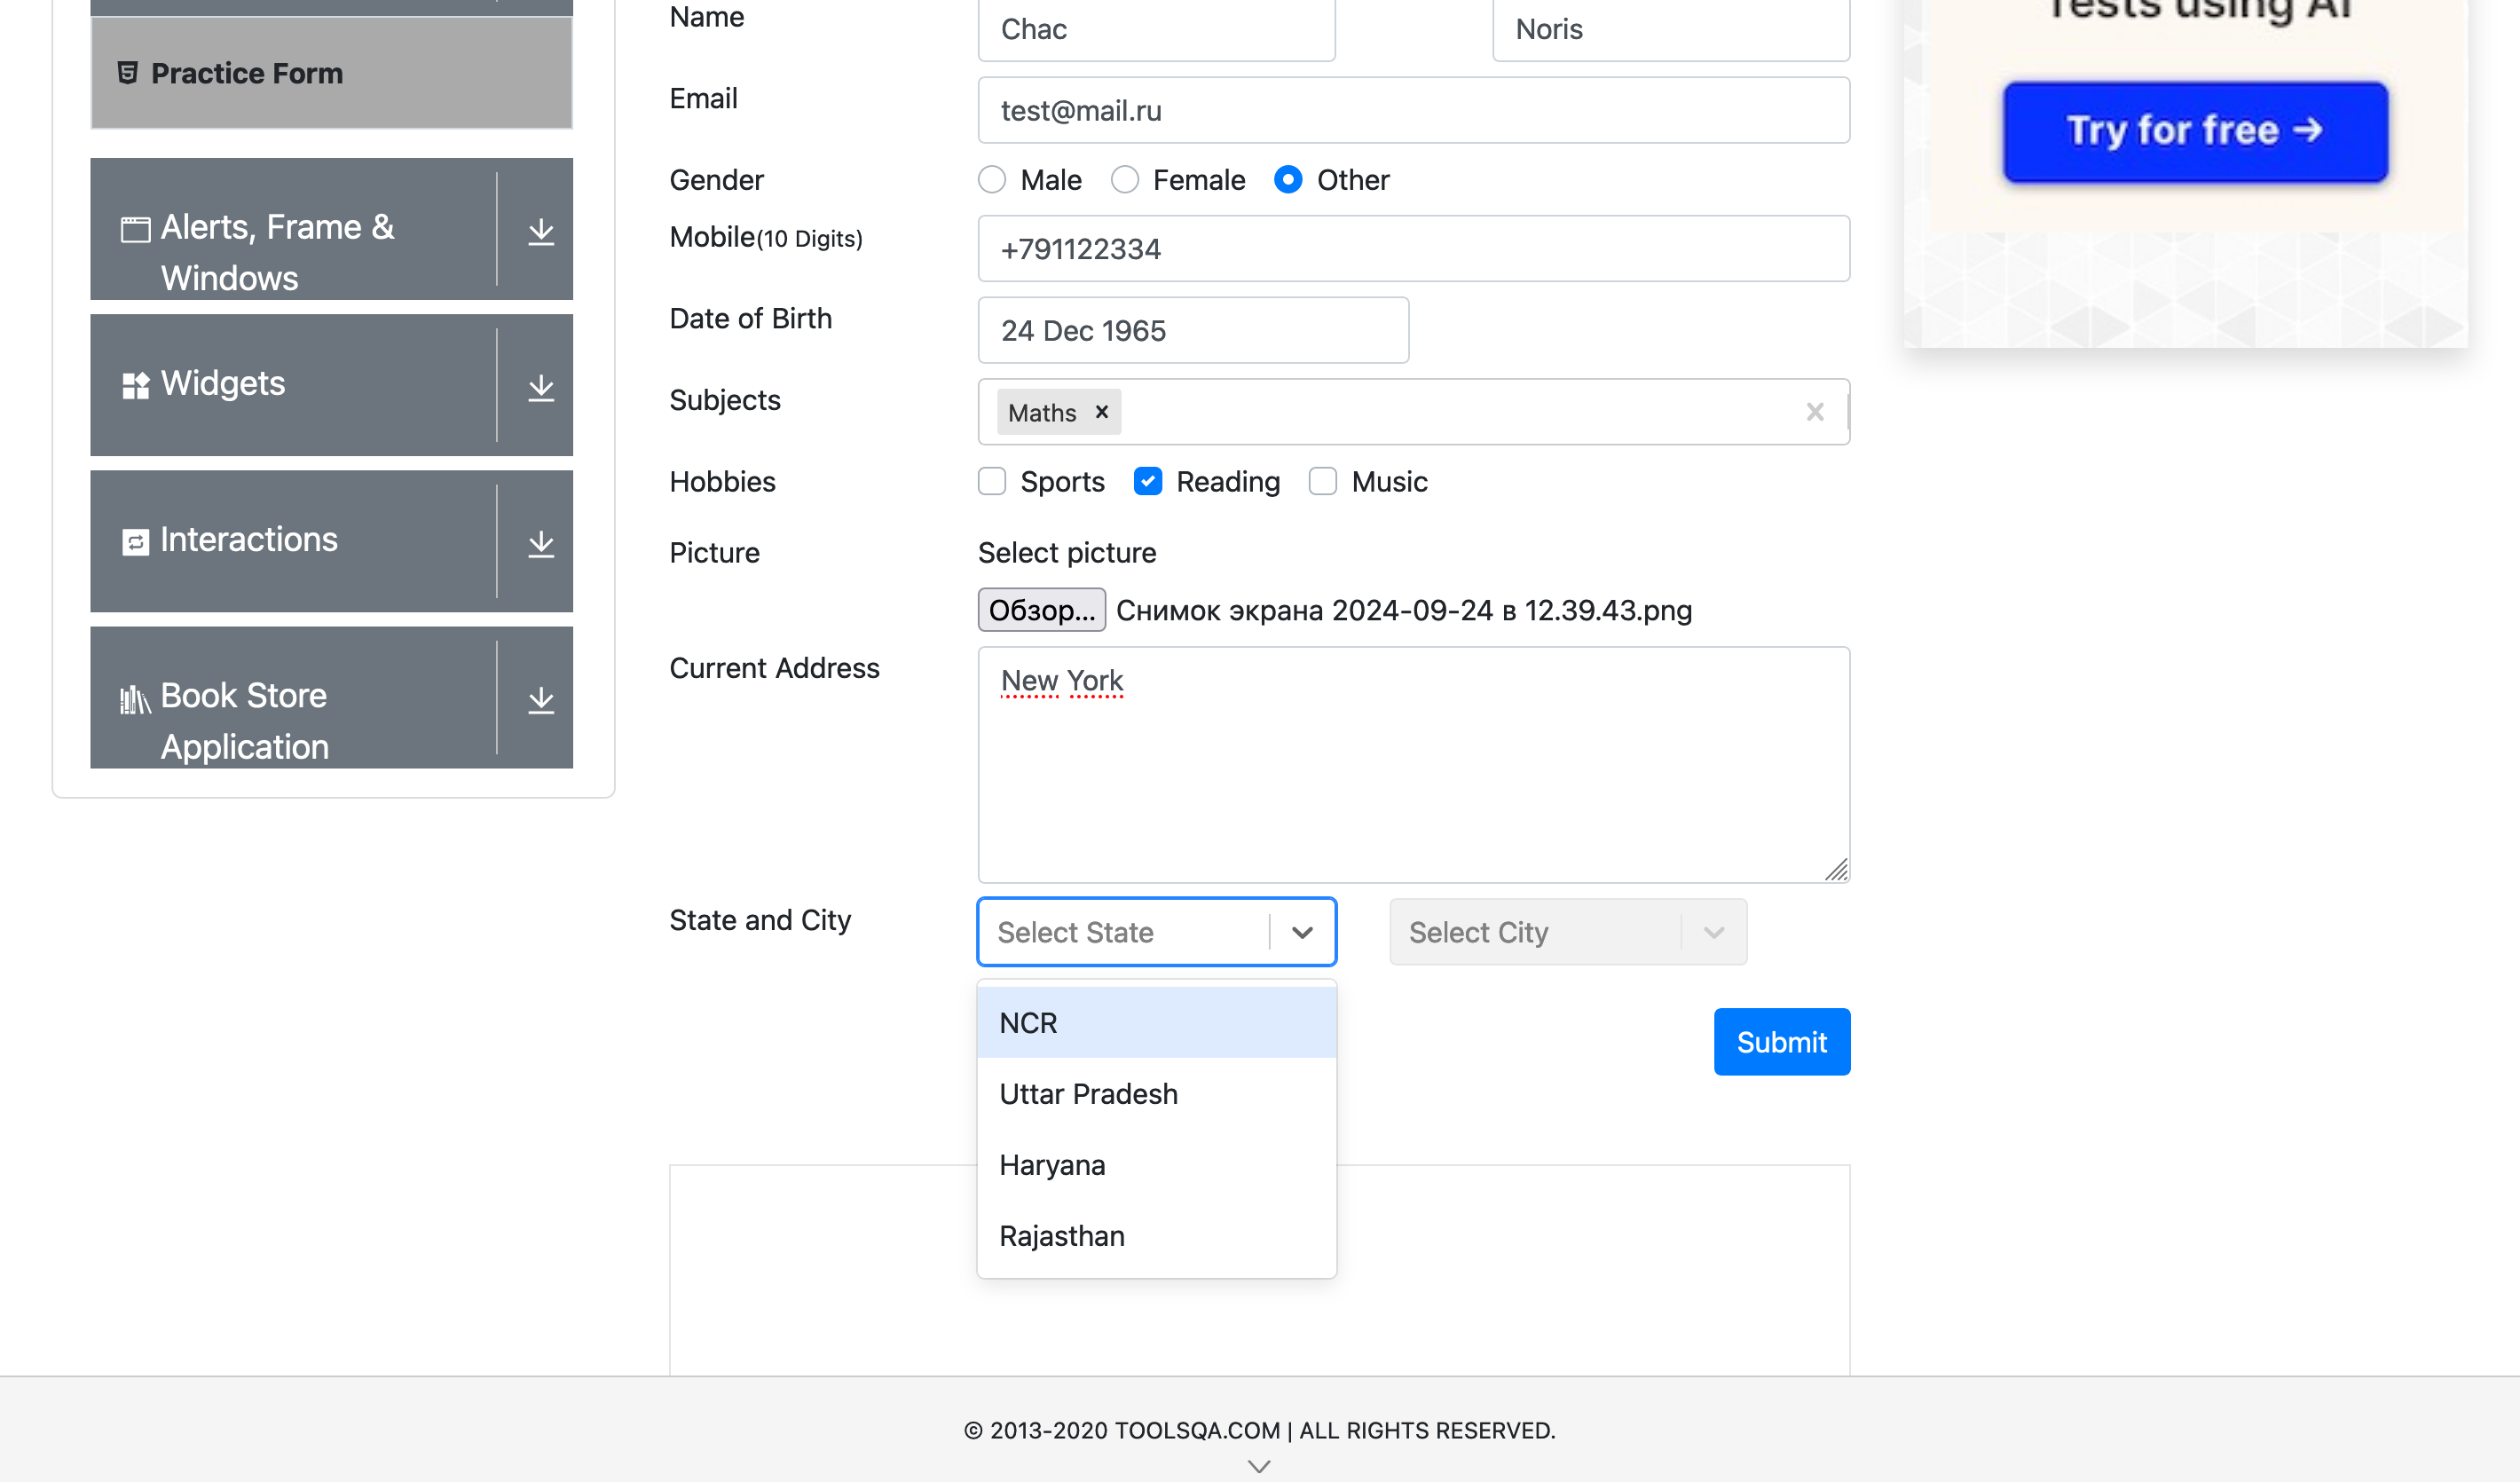 Practice Form
Alerts, Frame &
Windows
Widgets
Interactions
Book Store
Application
Name
Chac
Noris
Email
test@mail.ru
Gender
Male
Female
Other
Mobile(10 Digits)
+791122334
Date of Birth
24 Dec 1965
Subjects
Maths
Hobbies
Sports
Reading
Music
Picture
Select picture
Обзор... Снимок экрана 2024-09-24 в 12.39.43.png
Current Address
New York
State and City
Select State
Select City
NCR
Uttar Pradesh
Haryana
Rajasthan
Submit
Tests using AI
Try for free →
© 2013-2020 TOOLSQA.COM | ALL RIGHTS RESERVED.